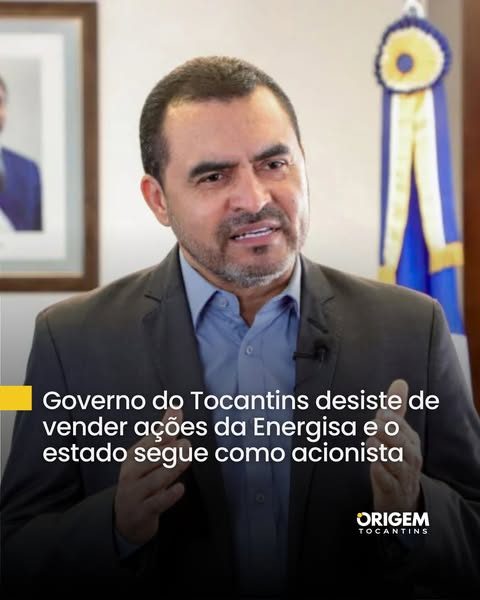 Governo do Tocantins desiste de
vender ações da Energisa e o
estado segue como acionista
ORIGEM
TOCANTINS